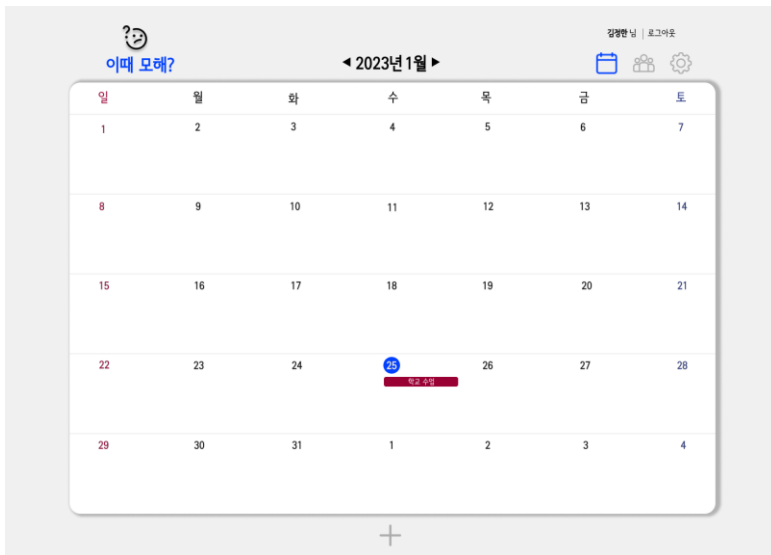 김정한 님 | 로그아웃
이때 모해?
◀ 2023년 1월 ▶
일 월 화 수 목 금 토
1 2 3 4 5 6 7
8 9 10 11 12 13 14
15 16 17 18 19 20 21
22 23 24 25 26 27 28
학교 수업
29 30 31 1 2 3 4